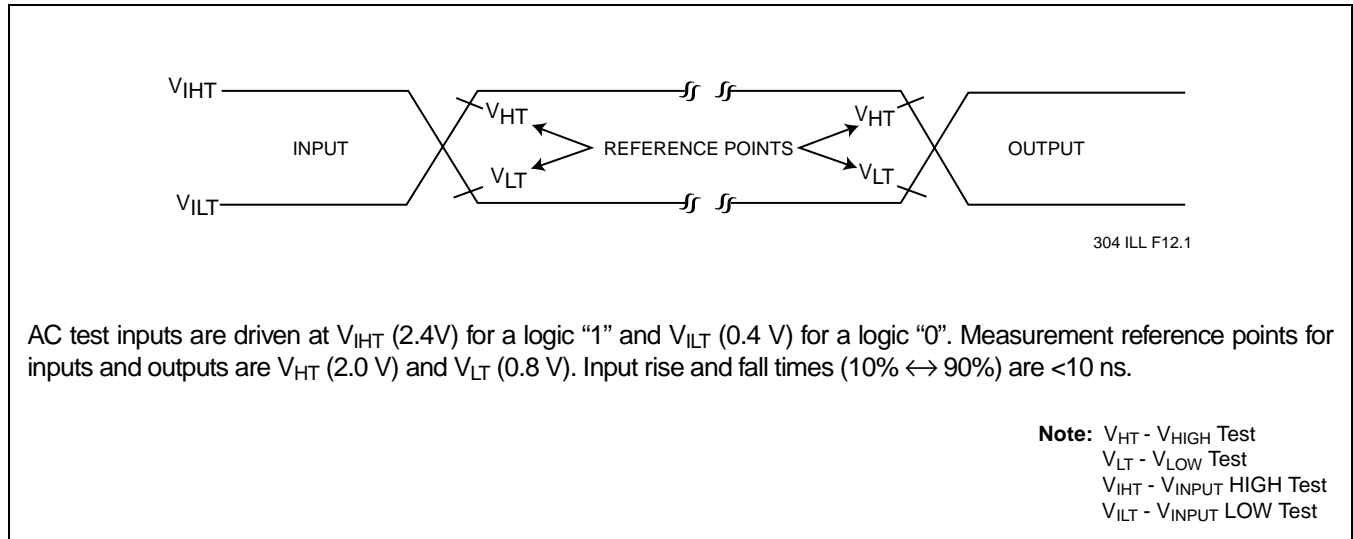 VIHT
VHT
VHT
INPUT
REFERENCE POINTS
OUTPUT
VLT
VLT
VILT
304 ILL F12.1
AC test inputs are driven at VIHT (2.4V) for a logic “1” and VILT (0.4 V) for a logic “0”. Measurement reference points for
inputs and outputs are VHT (2.0 V) and VLT (0.8 V). Input rise and fall times (10% ↔ 90%) are <10 ns.
Note: VHT - VHIGH Test
VLT - VLOW Test
VIHT - VINPUT HIGH Test
VILT - VINPUT LOW Test